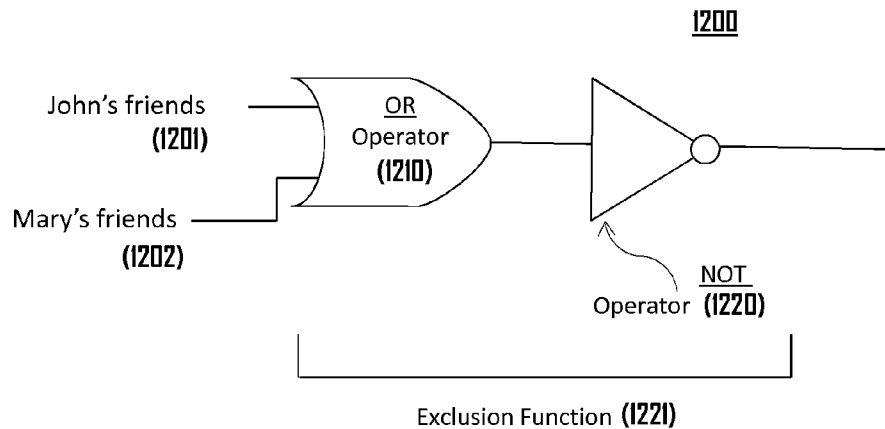 1200
John's friends
(1201)
OR
Operator
(1210)
Mary's friends
(1202)
NOT
Operator (1220)
Exclusion Function (1221)